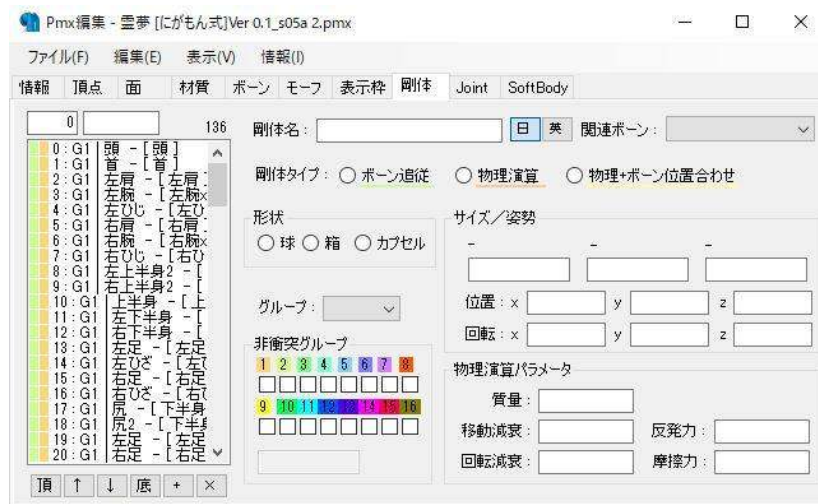 Pmx編集 - 霊夢 [にがもん式]Ver 0.1_s05a 2.pmx
ファイル(F) 編集(E) 表示(V) 情報(I)
情報 頂点 面 材質 ボーン モーフ 表示枠 剛体 Joint SoftBody
0 136
剛体名: 日 英 関連ボーン:
0:G1 頭 - [頭]
1:G1 首 - [首]
2:G1 左肩 - [左肩]
3:G1 左腕 - [左腕x
4:G1 左ひじ - [左ひ
5:G1 右肩 - [右肩]
6:G1 右腕 - [右腕x
7:G1 右ひじ - [右ひ
8:G1 左上半身2 - [
9:G1 右上半身2 - [
10:G1 上半身 - [上
11:G1 左下半身 - [
12:G1 右下半身 - [
13:G1 左足 - [左足
14:G1 左ひざ - [左ひ
15:G1 右足 - [右足
16:G1 右ひざ - [右ひ
17:G1 尻 - [下半身
18:G1 尻2 - [下半身
19:G1 左足 - [左足
20:G1 右足 - [右足
頂 ↑ ↓ 底 + ×
剛体タイプ: ボーン追従 物理演算 物理+ボーン位置合わせ
形状
球 箱 カプセル
グループ:
非衝突グループ
1 2 3 4 5 6 7 8
9 10 11 12 13 14 15 16
サイズ/姿勢
- - -
位置: x y z
回転: x y z
物理演算パラメータ
質量:
移動減衰: 反発力:
回転減衰: 摩擦力: